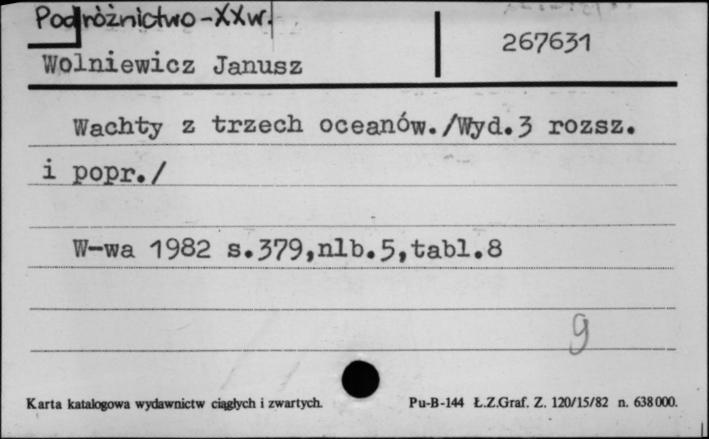 Podróżnictwo-XXw.
267631
Wolniewicz Janusz
Wachty z trzech oceanów./Wyd.3 rozsz.
i popr./
W-wa 1982 s.379,nlb.5,tabl.8
g
Karta katalogowa wydawnictw ciągłych i zwartych.
Pu-B-144 Ł.Z.Graf. Z. 120/15/82 n. 638000.